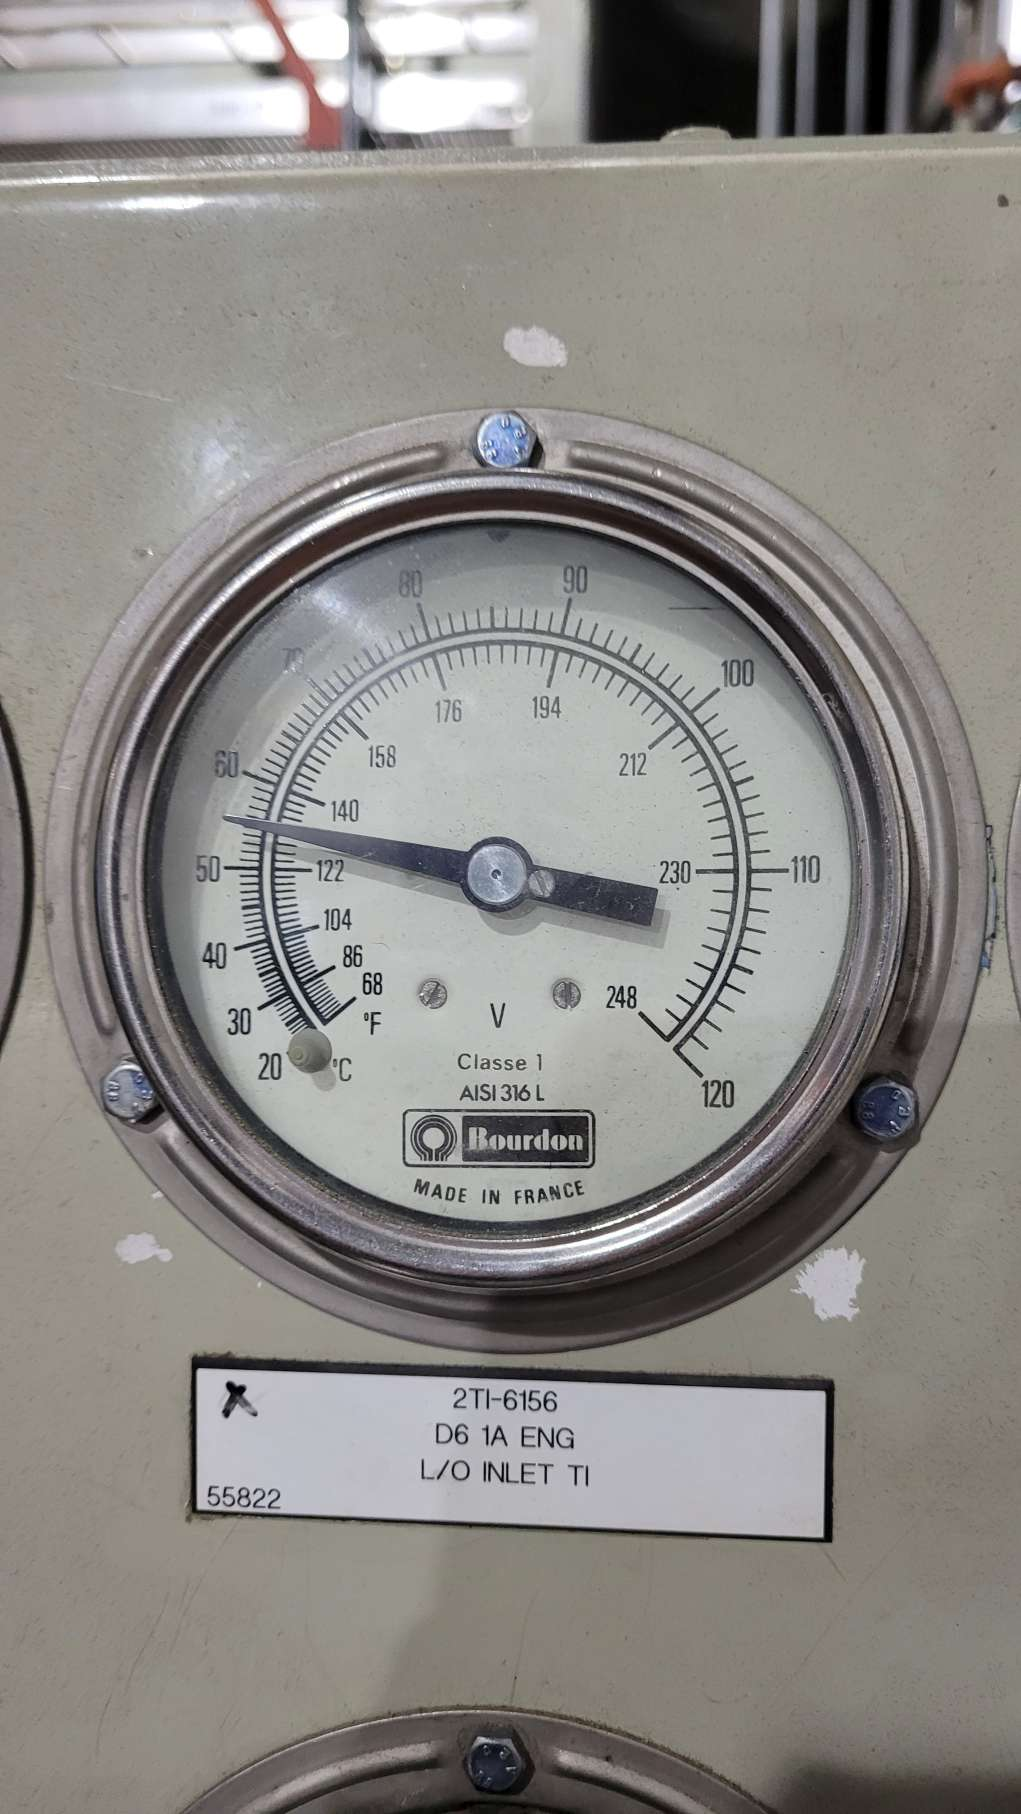 80
90
70
100
176
194
158
212
60
140
50
122
230
110
104
40
86
68
248
30
°F
V
20
°C
Classe 1
120
AISI 316 L
Bourdon
MADE IN FRANCE
2TI-6156
D6 1A ENG
L/O INLET TI
55822